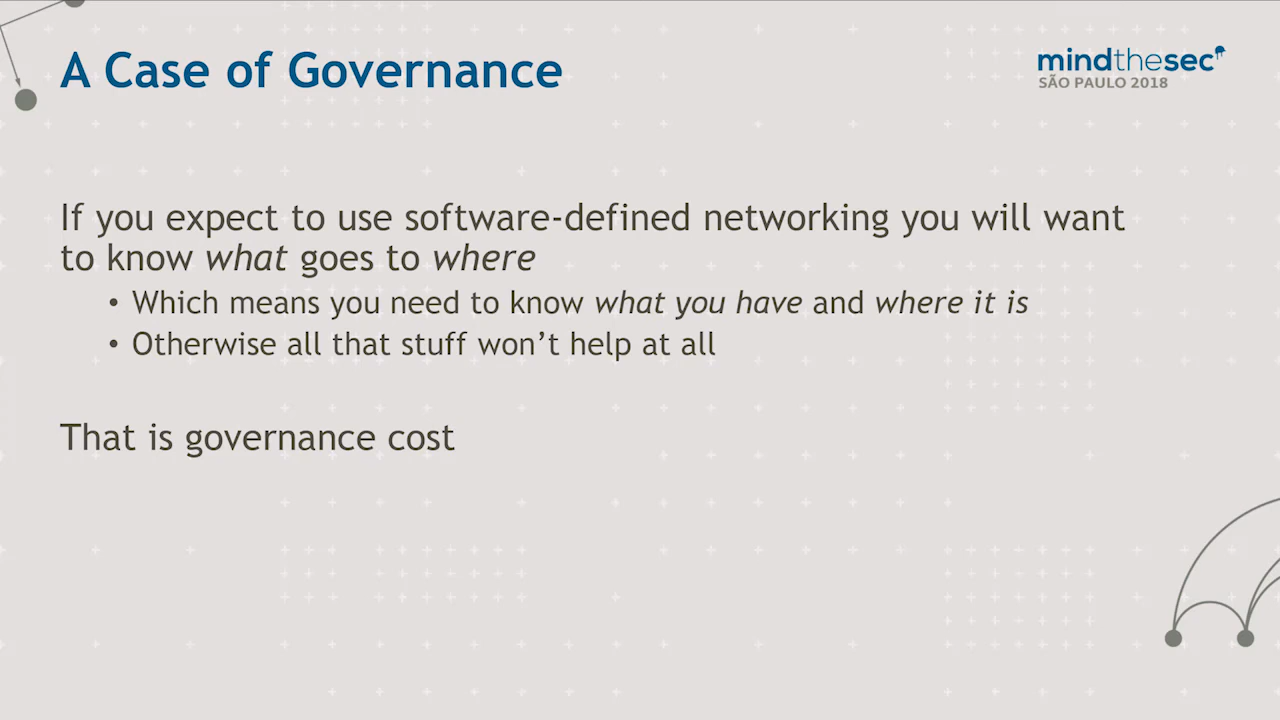 A Case of Governance
mindthesec
SÃO PAULO 2018
If you expect to use software-defined networking you will want
to know what goes to where
• Which means you need to know what you have and where it is
• Otherwise all that stuff won’t help at all
That is governance cost